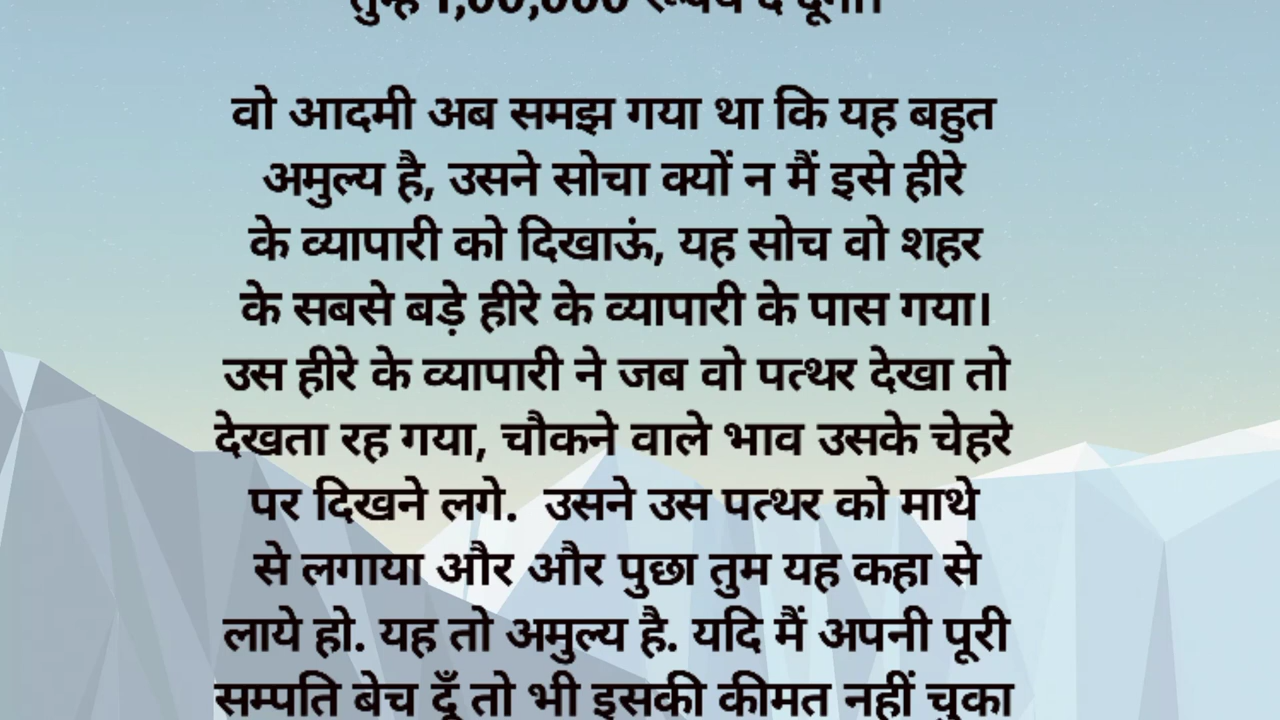 तुम्हे 1,00,000 रूपये दे दूंगा।
वो आदमी अब समझ गया था कि यह बहुत
अमुल्य है, उसने सोचा क्यों न मैं इसे हीरे
के व्यापारी को दिखाऊं, यह सोच वो शहर
के सबसे बड़े हीरे के व्यापारी के पास गया।
उस हीरे के व्यापारी ने जब वो पत्थर देखा तो
देखता रह गया, चौकने वाले भाव उसके चेहरे
पर दिखने लगे.  उसने उस पत्थर को माथे
से लगाया और और पुछा तुम यह कहा से
लाये हो. यह तो अमुल्य है. यदि मैं अपनी पूरी
सम्पति बेच दूँ तो भी इसकी कीमत नहीं चुका